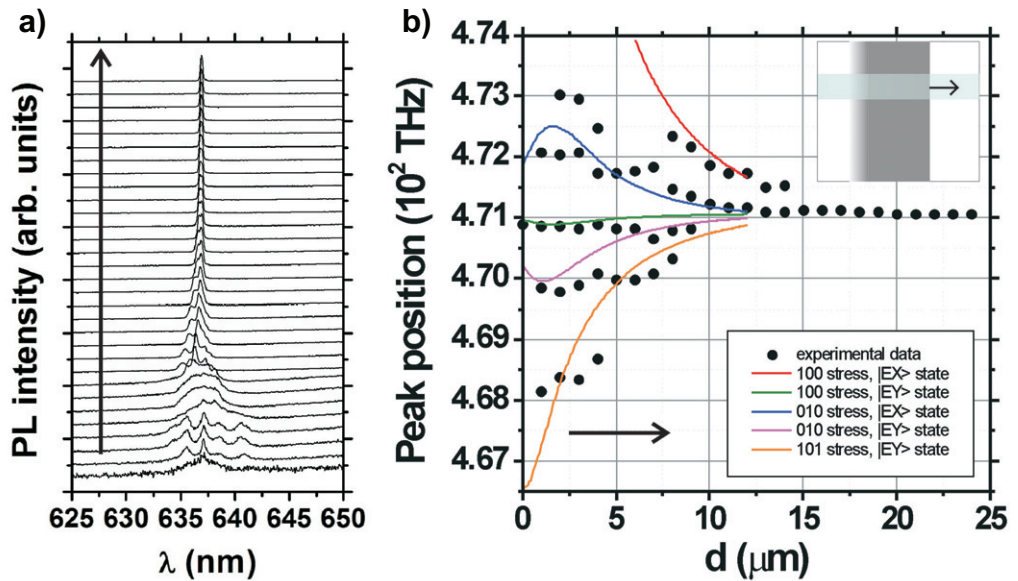 a)
PL intensity (arb. units)
625 630 635 640 645 650
λ (nm)
b)
Peak position (10² THz)
4.74
4.73
4.72
4.71
4.70
4.69
4.68
4.67
experimental data
100 stress, |EX> state
100 stress, |EY> state
010 stress, |EX> state
010 stress, |EY> state
101 stress, |EY> state
0 5 10 15 20 25
d (μm)